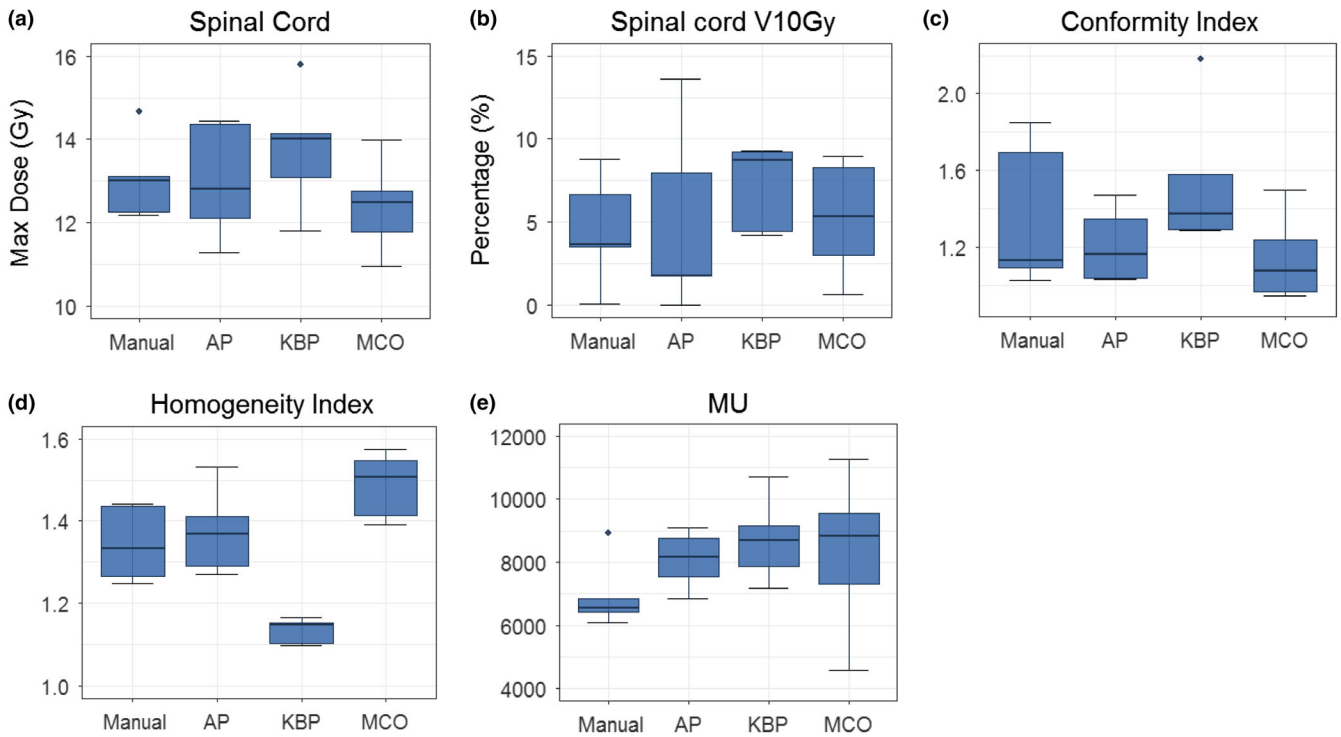 (a) Spinal Cord
Max Dose (Gy)
16
14
12
10
Manual AP KBP MCO
(b) Spinal cord V10Gy
Percentage (%)
15
10
5
0
Manual AP KBP MCO
(c) Conformity Index
2.0
1.6
1.2
Manual AP KBP MCO
(d) Homogeneity Index
1.6
1.4
1.2
1.0
Manual AP KBP MCO
(e) MU
12000
10000
8000
6000
4000
Manual AP KBP MCO